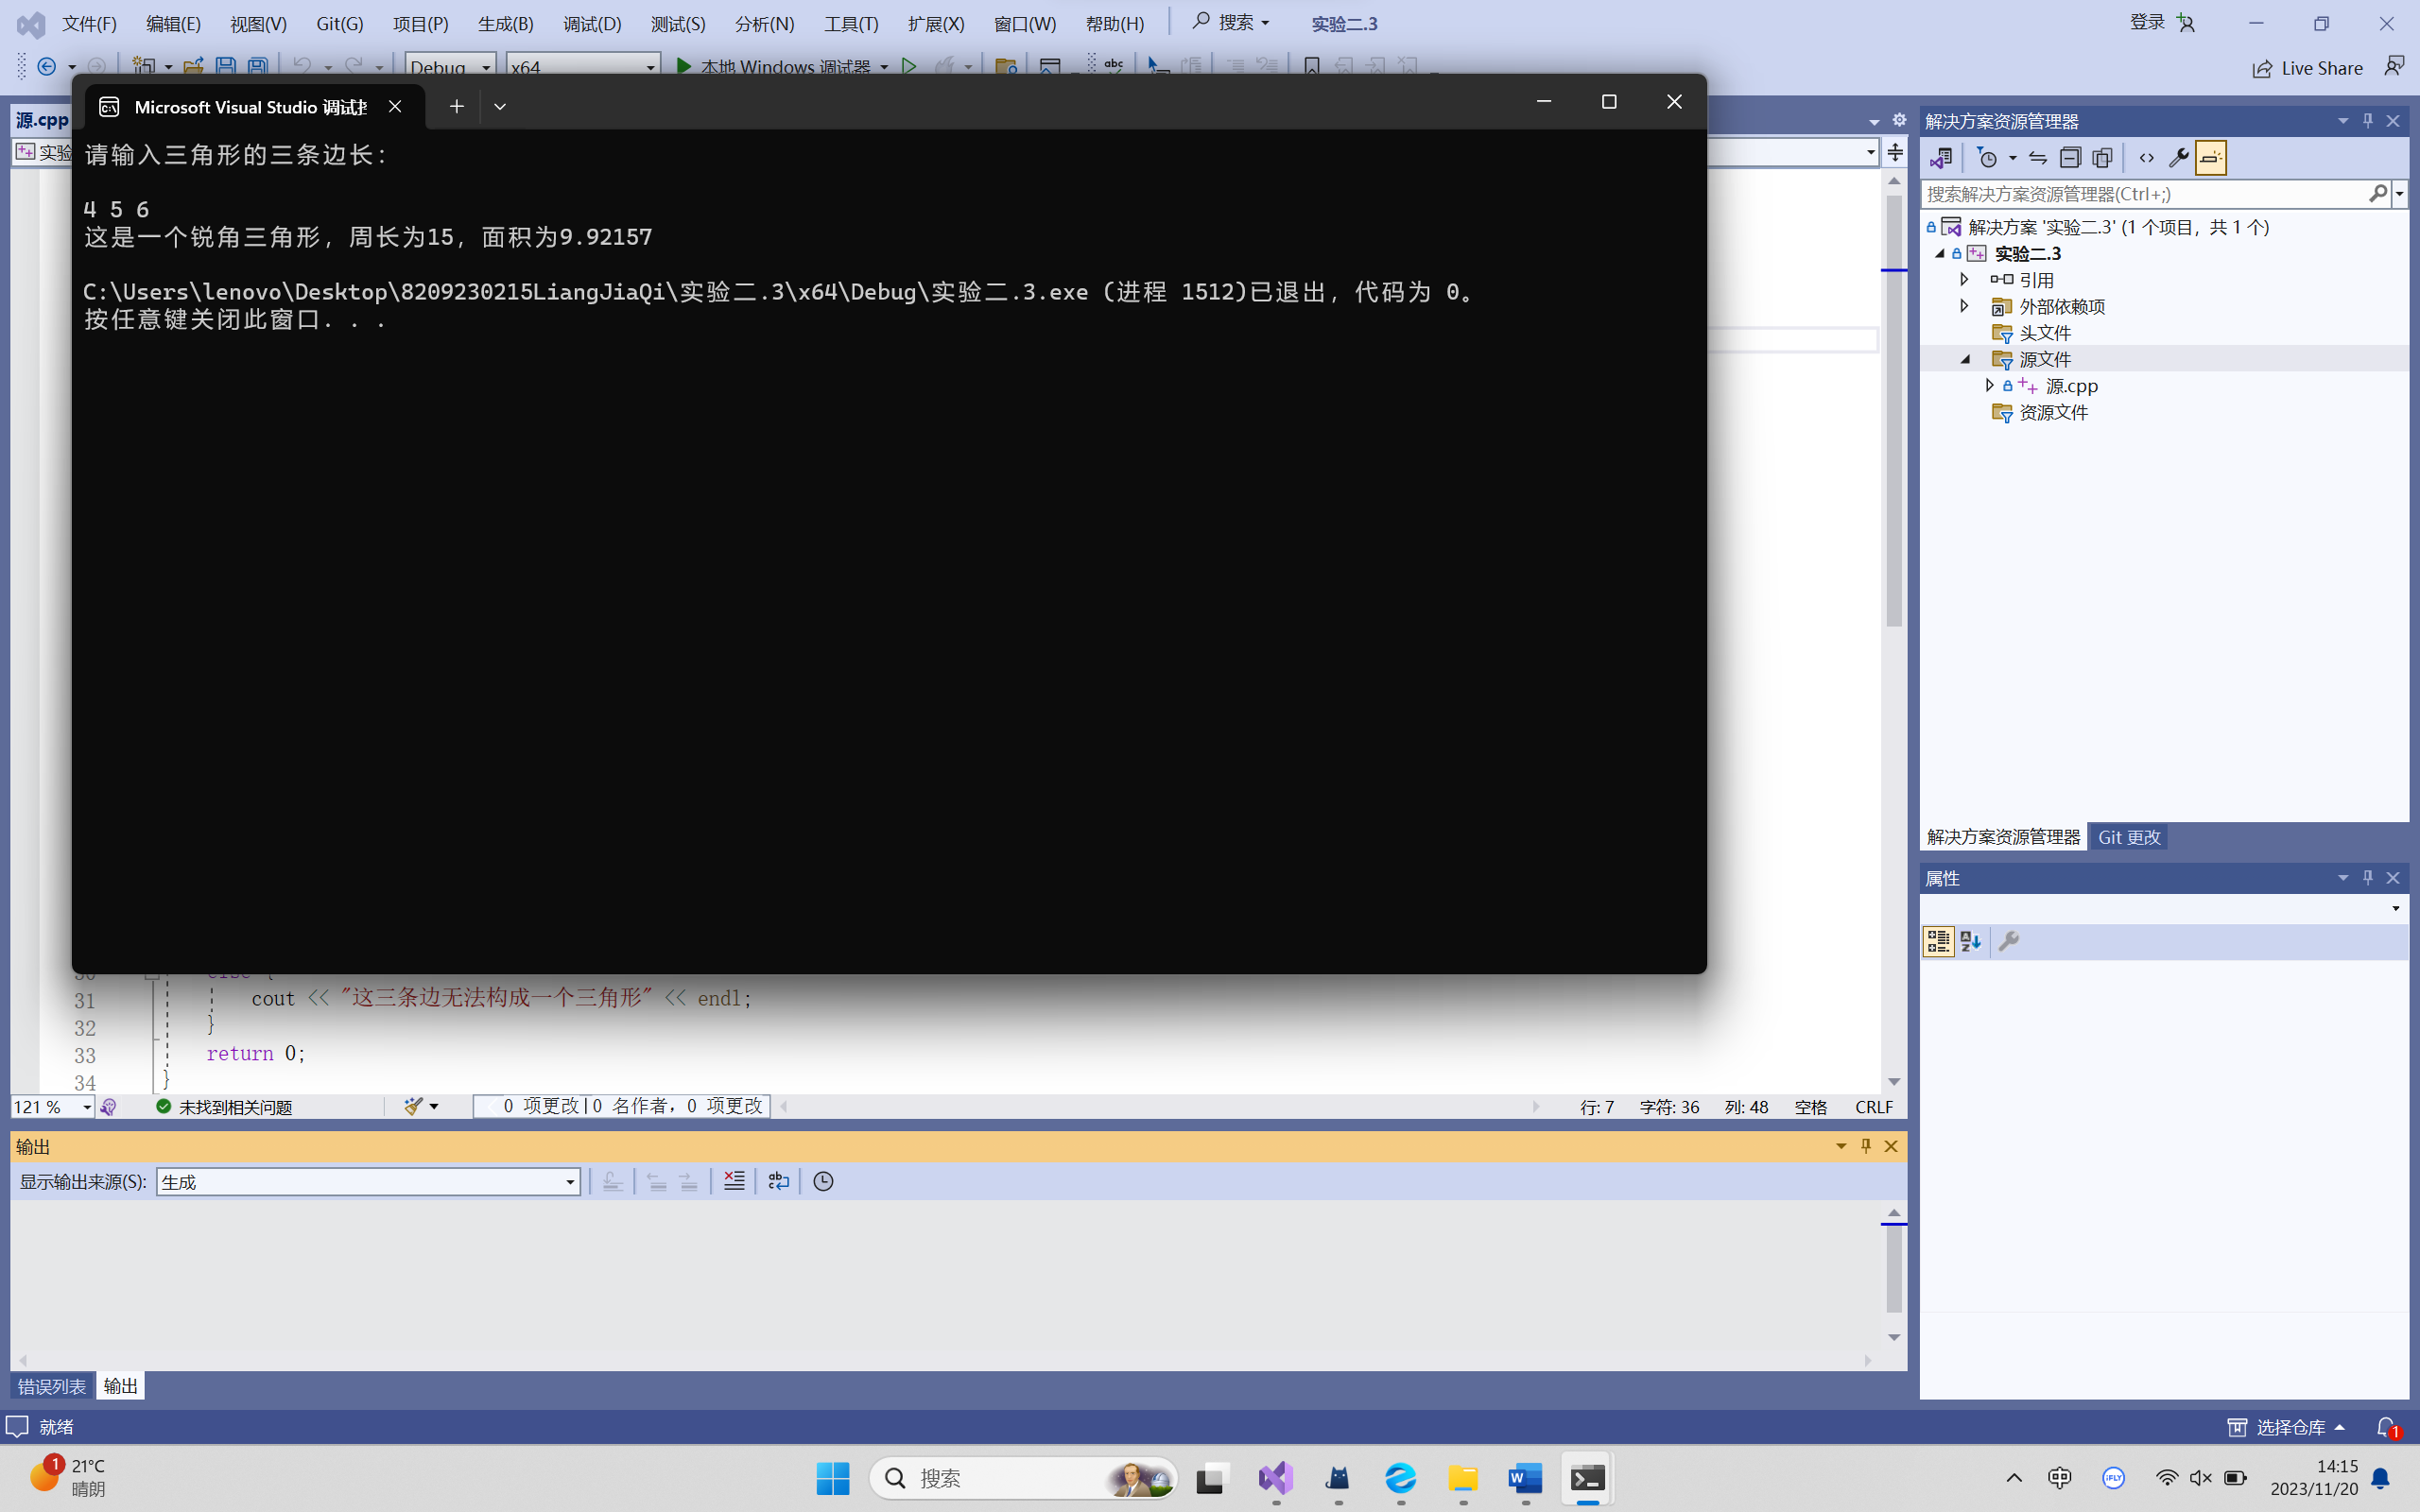 文件(F) 编辑(E) 视图(V) Git(G) 项目(P) 生成(B) 调试(D) 测试(S) 分析(N) 工具(T) 扩展(X) 窗口(W) 帮助(H) 搜索 实验二.3 登录
Debug x64 本地 Windows 调试器 Live Share
源.cpp
实验
Microsoft Visual Studio 调试控
请输入三角形的三条边长：
4 5 6
这是一个锐角三角形，周长为15，面积为9.92157
C:\Users\lenovo\Desktop\8209230215LiangJiaQi\实验二.3\x64\Debug\实验二.3.exe (进程 1512)已退出，代码为 0。
按任意键关闭此窗口. . .
解决方案资源管理器
搜索解决方案资源管理器(Ctrl+;)
解决方案 '实验二.3' (1 个项目，共 1 个)
实验二.3
引用
外部依赖项
头文件
源文件
源.cpp
资源文件
解决方案资源管理器 Git 更改
属性
30 else {
31 cout << "这三条边无法构成一个三角形" << endl;
32 }
33 return 0;
34 }
121 % 未找到相关问题 0 项更改|0 名作者，0 项更改 行: 7 字符: 36 列: 48 空格 CRLF
输出
显示输出来源(S): 生成
错误列表 输出
就绪 选择仓库 1
1 21°C
晴朗
搜索
中 iFLY
14:15
2023/11/20